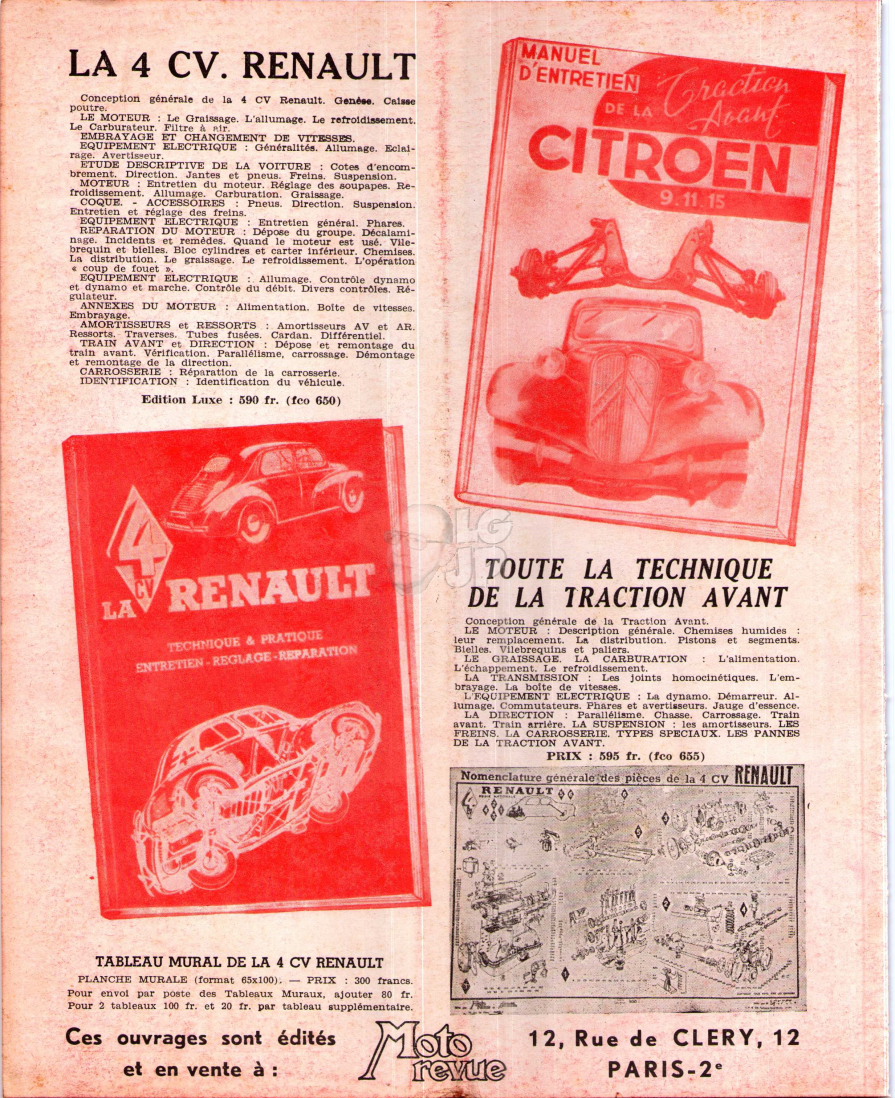 LA 4 CV. RENAULT
Conception générale de la 4 CV Renault. Genèse. Caisse
poutre.
LE MOTEUR : Le Graissage. L'allumage. Le refroidissement.
Le Carburateur. Filtre à air.
EMBRAYAGE ET CHANGEMENT DE VITESSES.
EQUIPEMENT ELECTRIQUE : Généralités. Allumage. Eclai-
rage. Avertisseur.
ETUDE DESCRIPTIVE DE LA VOITURE : Cotes d'encom-
brement. Direction. Jantes et pneus. Freins. Suspension.
MOTEUR : Entretien du moteur. Réglage des soupapes. Re-
froidissement. Allumage. Carburation. Graissage.
COQUE. - ACCESSOIRES : Pneus. Direction. Suspension.
Entretien et réglage des freins.
EQUIPEMENT ELECTRIQUE : Entretien général. Phares.
REPARATION DU MOTEUR : Dépose du groupe. Décalami-
nage. Incidents et remèdes. Quand le moteur est usé. Vile-
brequin et bielles. Bloc cylindres et carter inférieur. Chemises.
La distribution. Le graissage. Le refroidissement. L'opération
« coup de fouet ».
EQUIPEMENT ELECTRIQUE : Allumage. Contrôle dynamo
et dynamo et marche. Contrôle du débit. Divers contrôles. Ré-
gulateur.
ANNEXES DU MOTEUR : Alimentation. Boîte de vitesses.
Embrayage.
AMORTISSEURS et RESSORTS : Amortisseurs AV et AR.
Ressorts. Traverses. Tubes fusées. Cardan. Différentiel.
TRAIN AVANT et DIRECTION : Dépose et remontage du
train avant. Vérification. Parallélisme, carrossage. Démontage
et remontage de la direction.
CARROSSERIE : Réparation de la carrosserie.
IDENTIFICATION : Identification du véhicule.
Edition Luxe : 590 fr. (fco 650)
4
CV
LA RENAULT
TECHNIQUE & PRATIQUE
ENTRETIEN - REGLAGE - REPARATION
TABLEAU MURAL DE LA 4 CV RENAULT
PLANCHE MURALE (format 65x100). — PRIX : 300 francs.
Pour envoi par poste des Tableaux Muraux, ajouter 80 fr.
Pour 2 tableaux 100 fr. et 20 fr. par tableau supplémentaire.
MANUEL
D'ENTRETIEN
DE LA Traction
Avant
CITROEN
9.11.15
LG
JP
TOUTE LA TECHNIQUE
DE LA TRACTION AVANT
Conception générale de la Traction Avant.
LE MOTEUR : Description générale. Chemises humides :
leur remplacement. La distribution. Pistons et segments.
Bielles. Vilebrequins et paliers.
LE GRAISSAGE. LA CARBURATION : L'alimentation.
L'échappement. Le refroidissement.
LA TRANSMISSION : Les joints homocinétiques. L'em-
brayage. La boîte de vitesses.
L'EQUIPEMENT ELECTRIQUE : La dynamo. Démarreur. Al-
lumage. Commutateurs. Phares et avertisseurs. Jauge d'essence.
LA DIRECTION : Parallélisme. Chasse. Carrossage. Train
avant. Train arrière. LA SUSPENSION : les amortisseurs. LES
FREINS. LA CARROSSERIE. TYPES SPECIAUX. LES PANNES
DE LA TRACTION AVANT.
PRIX : 595 fr. (fco 655)
Nomenclature générale des pièces de la 4 CV RENAULT
RENAULT
Ces ouvrages sont édités
et en vente à :
Moto
revue
12, Rue de CLERY, 12
PARIS-2e